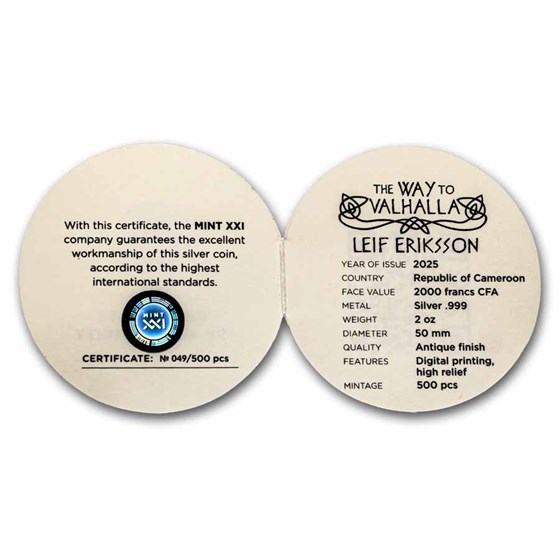 With this certificate, the MINT XXI
company guarantees the excellent
workmanship of this silver coin,
according to the highest
international standards.
MINT
XXI
CERTIFICATE: № 049/500 pcs
THE WAY TO
VALHALLA
LEIF ERIKSSON
YEAR OF ISSUE 2025
COUNTRY Republic of Cameroon
FACE VALUE 2000 francs CFA
METAL Silver .999
WEIGHT 2 oz
DIAMETER 50 mm
QUALITY Antique finish
FEATURES Digital printing,
high relief
MINTAGE 500 pcs